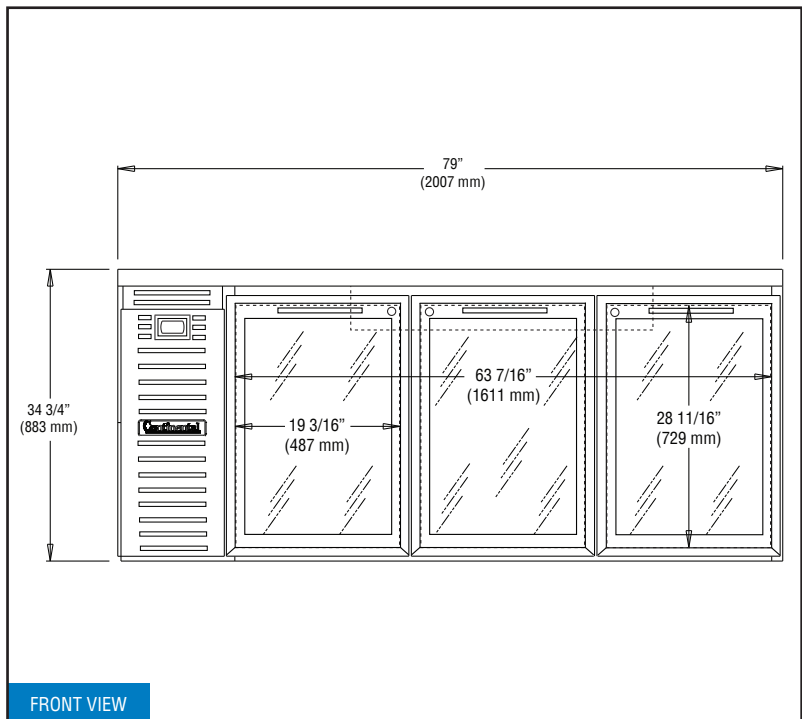 79”
(2007 mm)
34 3/4”
(883 mm)
Continental
63 7/16”
(1611 mm)
19 3/16”
(487 mm)
28 11/16”
(729 mm)
FRONT VIEW